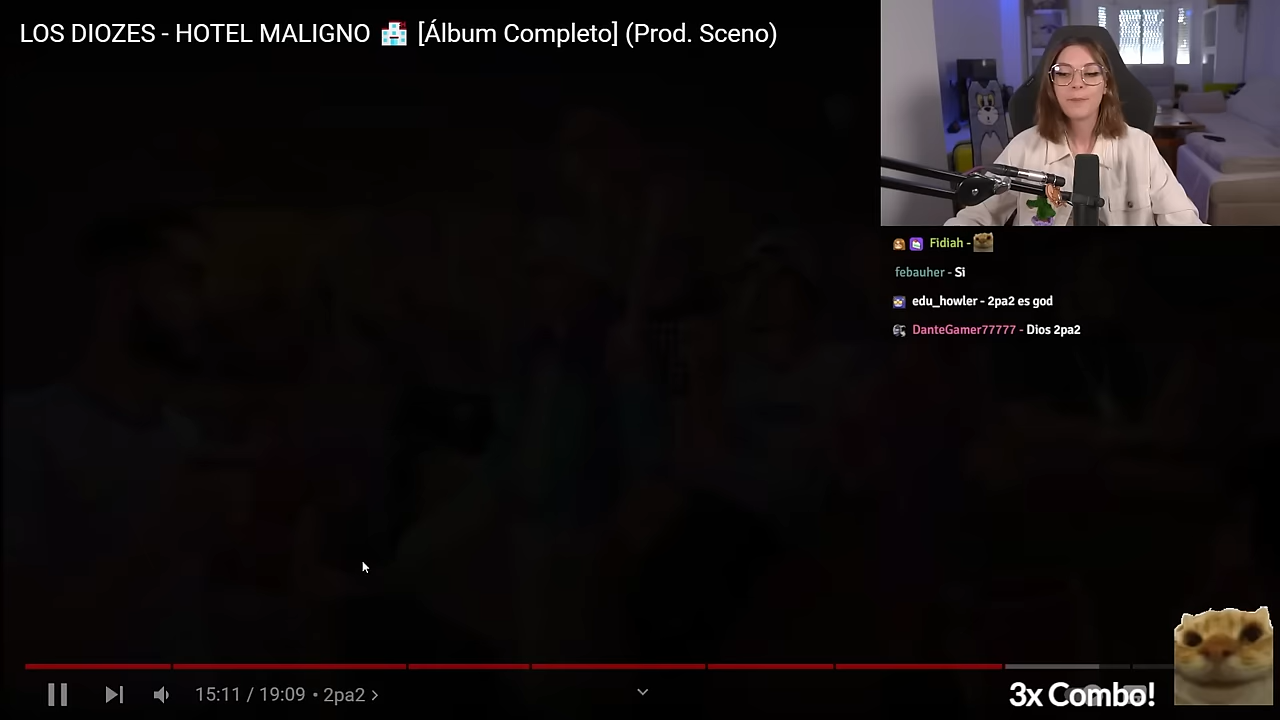 LOS DIOZES - HOTEL MALIGNO 🏩 [Álbum Completo] (Prod. Sceno)
Fidiah -
febauher - Sì
edu_howler - 2pa2 es god
DanteGamer77777 - Dios 2pa2
15:11 / 19:09 • 2pa2 >
3x Combo!